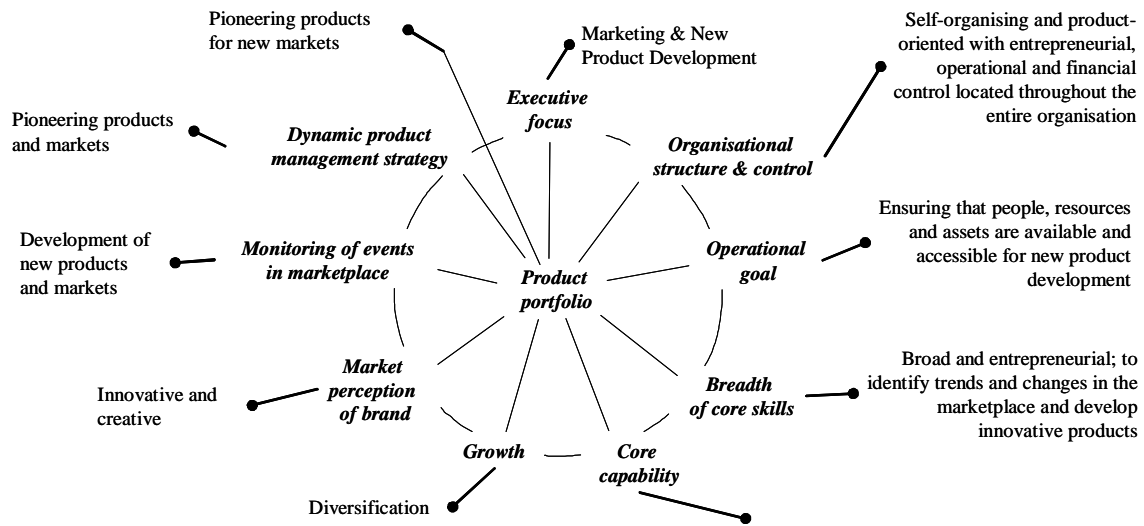 Pioneering products
for new markets
Marketing & New
Product Development
Self-organising and product-
oriented with entrepreneurial,
operational and financial
control located throughout the
entire organisation
Executive
focus
Pioneering products
and markets
Dynamic product
management strategy
Organisational
structure & control
Ensuring that people, resources
and assets are available and
accessible for new product
development
Development of
new products
and markets
Monitoring of events
in marketplace
Operational
goal
Product
portfolio
Broad and entrepreneurial; to
identify trends and changes in the
marketplace and develop
innovative products
Market
perception
of brand
Breadth
of core skills
Innovative and
creative
Growth
Core
capability
Diversification